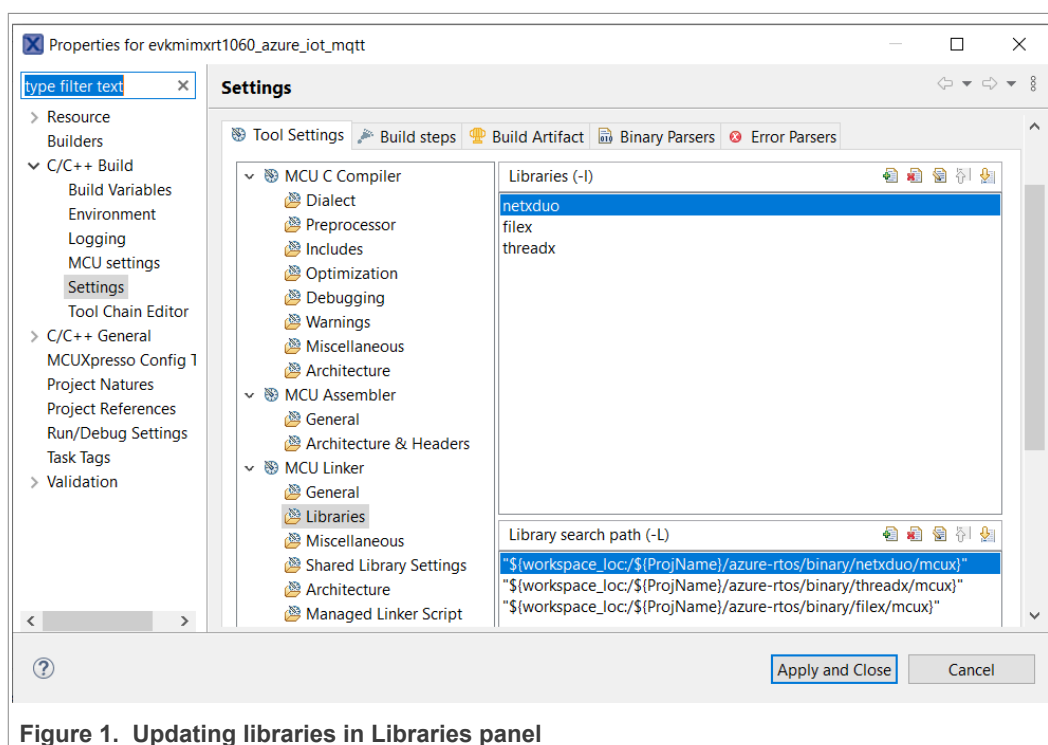 Properties for evkmimxrt1060_azure_iot_mqtt
type filter text
Resource
Builders
C/C++ Build
Build Variables
Environment
Logging
MCU settings
Settings
Tool Chain Editor
C/C++ General
MCUXpresso Config T
Project Natures
Project References
Run/Debug Settings
Task Tags
Validation
Settings
Tool Settings
Build steps
Build Artifact
Binary Parsers
Error Parsers
MCU C Compiler
Dialect
Preprocessor
Includes
Optimization
Debugging
Warnings
Miscellaneous
Architecture
MCU Assembler
General
Architecture & Headers
MCU Linker
General
Libraries
Miscellaneous
Shared Library Settings
Architecture
Managed Linker Script
Libraries (-l)
netxduo
filex
threadx
Library search path (-L)
"${workspace_loc:/${ProjName}/azure-rtos/binary/netxduo/mcux}"
"${workspace_loc:/${ProjName}/azure-rtos/binary/threadx/mcux}"
"${workspace_loc:/${ProjName}/azure-rtos/binary/filex/mcux}"
Apply and Close
Cancel
Figure 1. Updating libraries in Libraries panel